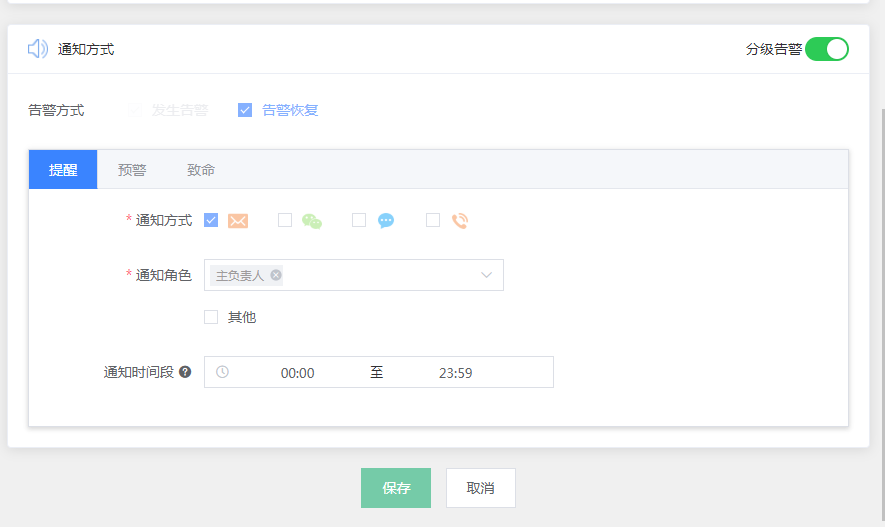 通知方式 分级告警
告警方式 发生告警 告警恢复
提醒 预警 致命
* 通知方式
* 通知角色 主负责人
其他
通知时间段 ? 00:00 至 23:59
保存 取消